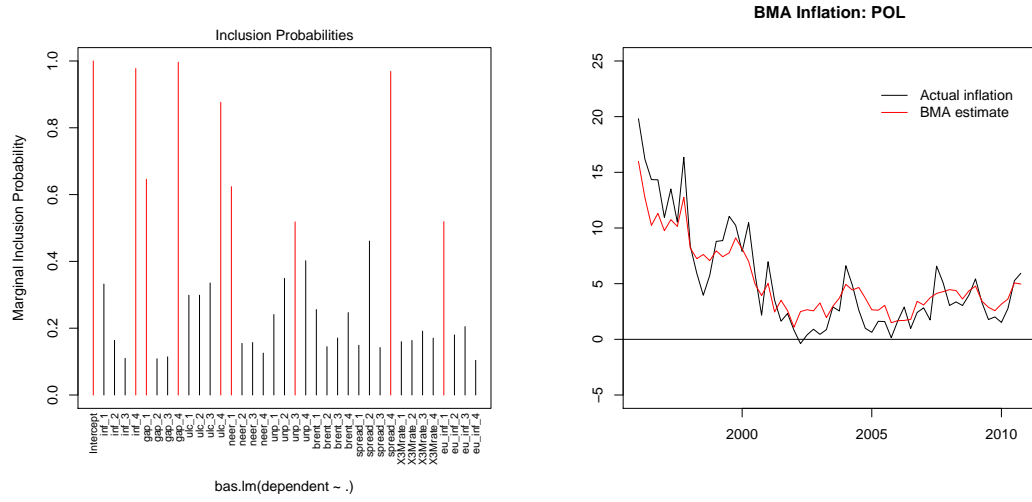 Inclusion Probabilities
Marginal Inclusion Probability
1.0
0.8
0.6
0.4
0.2
0.0
Intercept
inf_1
inf_2
inf_3
inf_4
gap_1
gap_2
gap_3
gap_4
ulc_1
ulc_2
ulc_3
ulc_4
neer_1
neer_2
neer_3
neer_4
unp_1
unp_2
unp_3
unp_4
brent_1
brent_2
brent_3
brent_4
spread_1
spread_2
spread_3
spread_4
X3Mrate_1
X3Mrate_2
X3Mrate_3
X3Mrate_4
eu_inf_1
eu_inf_2
eu_inf_3
eu_inf_4
bas.lm(dependent ~ .)
BMA Inflation: POL
25
20
15
10
5
0
−5
Actual inflation
BMA estimate
2000
2005
2010